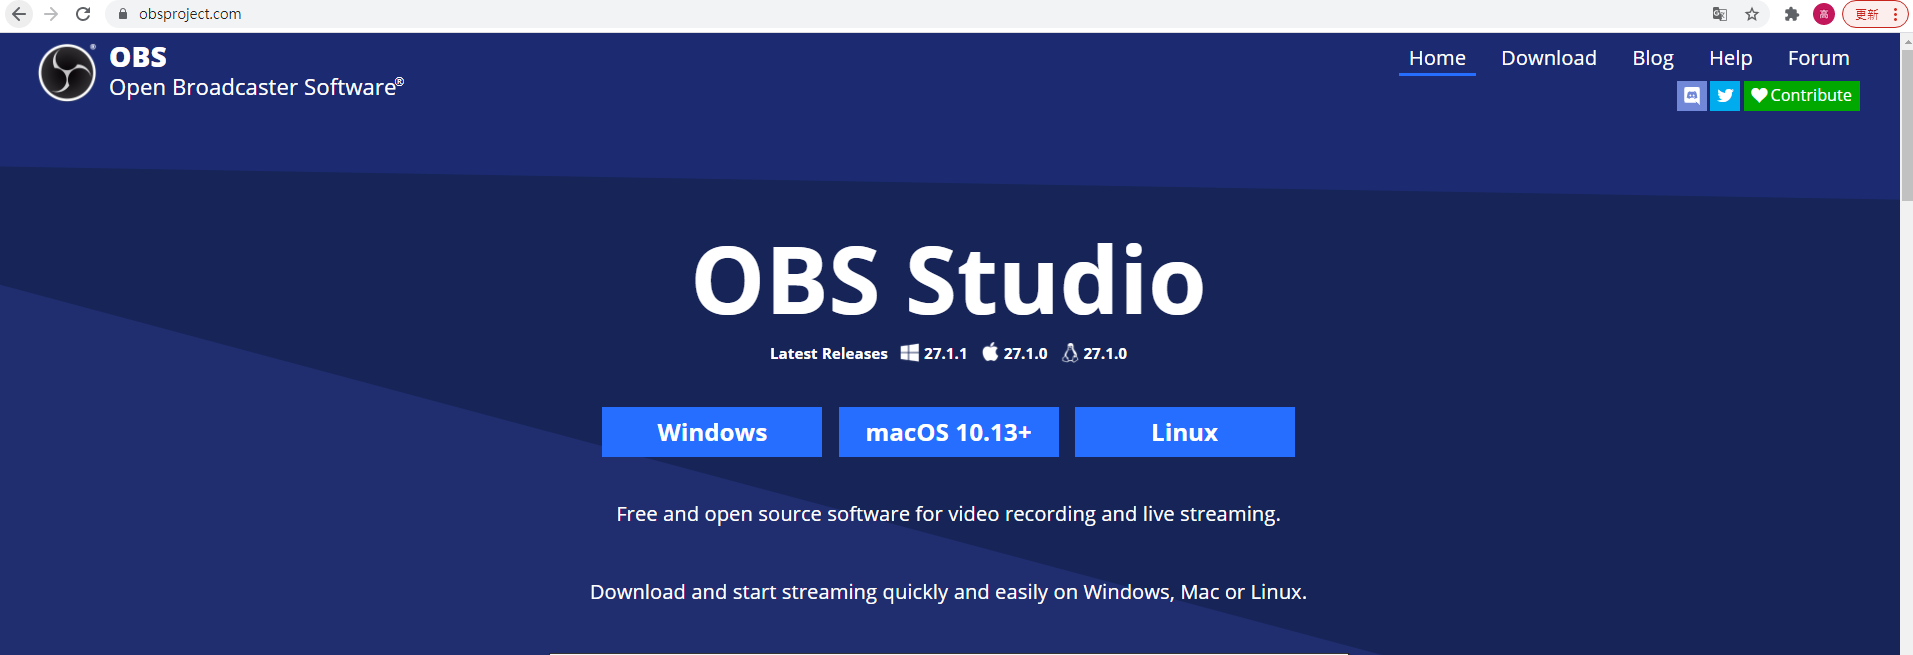 obsproject.com
更新
高
OBS
Open Broadcaster Software®
Home Download Blog Help Forum
Contribute
OBS Studio
Latest Releases 27.1.1 27.1.0 27.1.0
Windows macOS 10.13+ Linux
Free and open source software for video recording and live streaming.
Download and start streaming quickly and easily on Windows, Mac or Linux.